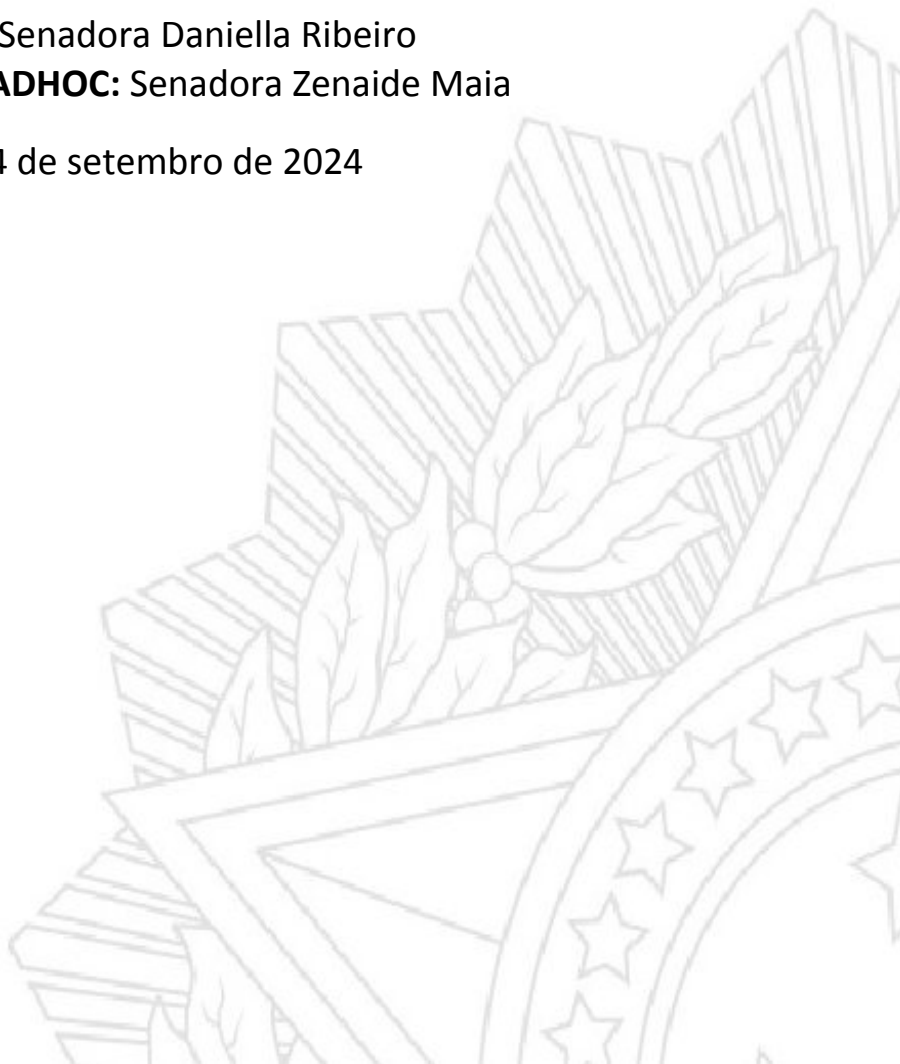 Senadora Daniella Ribeiro
ADHOC: Senadora Zenaide Maia
4 de setembro de 2024